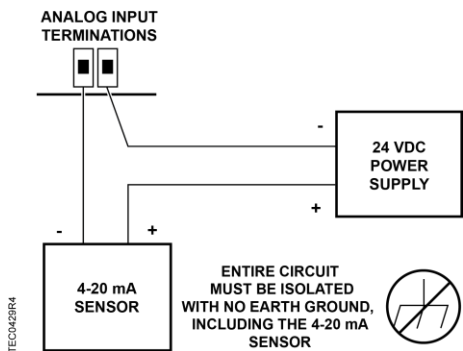 ANALOG INPUT
TERMINATIONS
-
24 VDC
POWER
SUPPLY
+
-
+
4-20 mA
SENSOR
ENTIRE CIRCUIT
MUST BE ISOLATED
WITH NO EARTH GROUND,
INCLUDING THE 4-20 mA
SENSOR
TEC0429R4